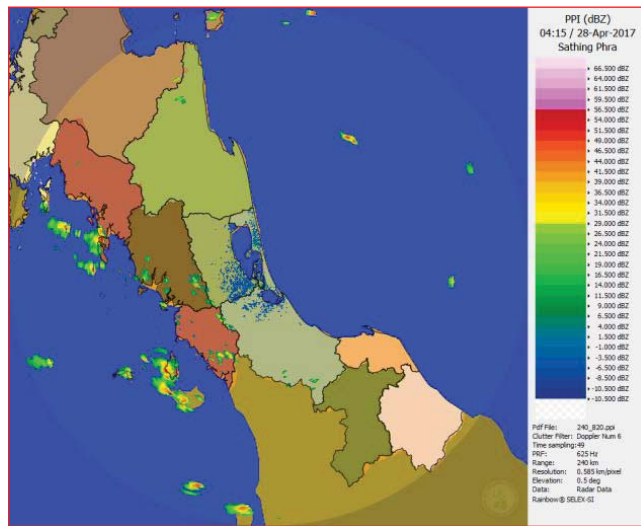 PPI (dBZ)
04:15 / 28-Apr-2017
Sathing Phra
66.500 dBZ
64.000 dBZ
61.500 dBZ
59.500 dBZ
56.500 dBZ
54.000 dBZ
51.500 dBZ
49.000 dBZ
46.500 dBZ
44.000 dBZ
41.500 dBZ
39.000 dBZ
36.500 dBZ
34.000 dBZ
31.500 dBZ
29.000 dBZ
26.500 dBZ
24.000 dBZ
21.500 dBZ
19.000 dBZ
16.500 dBZ
14.000 dBZ
11.500 dBZ
9.000 dBZ
6.500 dBZ
4.000 dBZ
1.500 dBZ
-1.000 dBZ
-3.500 dBZ
-6.000 dBZ
-8.500 dBZ
-10.500 dBZ
-10.500 dBZ
Pdf File: 240_820.ppi
Clutter Filter: Doppler Num 6
Time sampling: 49
PRF: 625 Hz
Range: 240 km
Resolution: 0.585 km/pixel
Elevation: 0.5 deg
Data: Radar Data
Rainbow® SELEX-SI